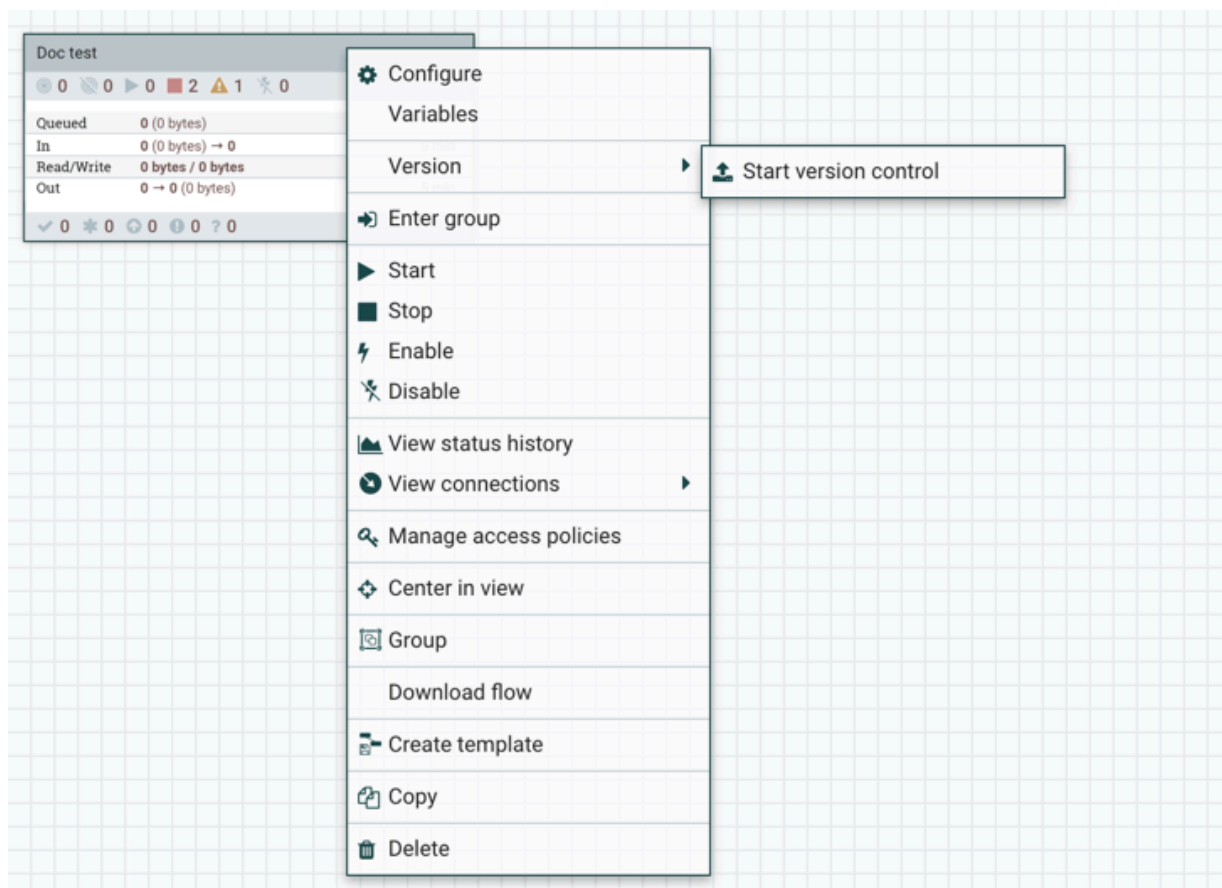 Doc test
0 0 0 2 1 0
Queued 0 (0 bytes)
In 0 (0 bytes) → 0
Read/Write 0 bytes / 0 bytes
Out 0 → 0 (0 bytes)
0 0 0 0 ? 0
Configure
Variables
Version
Start version control
Enter group
Start
Stop
Enable
Disable
View status history
View connections
Manage access policies
Center in view
Group
Download flow
Create template
Copy
Delete